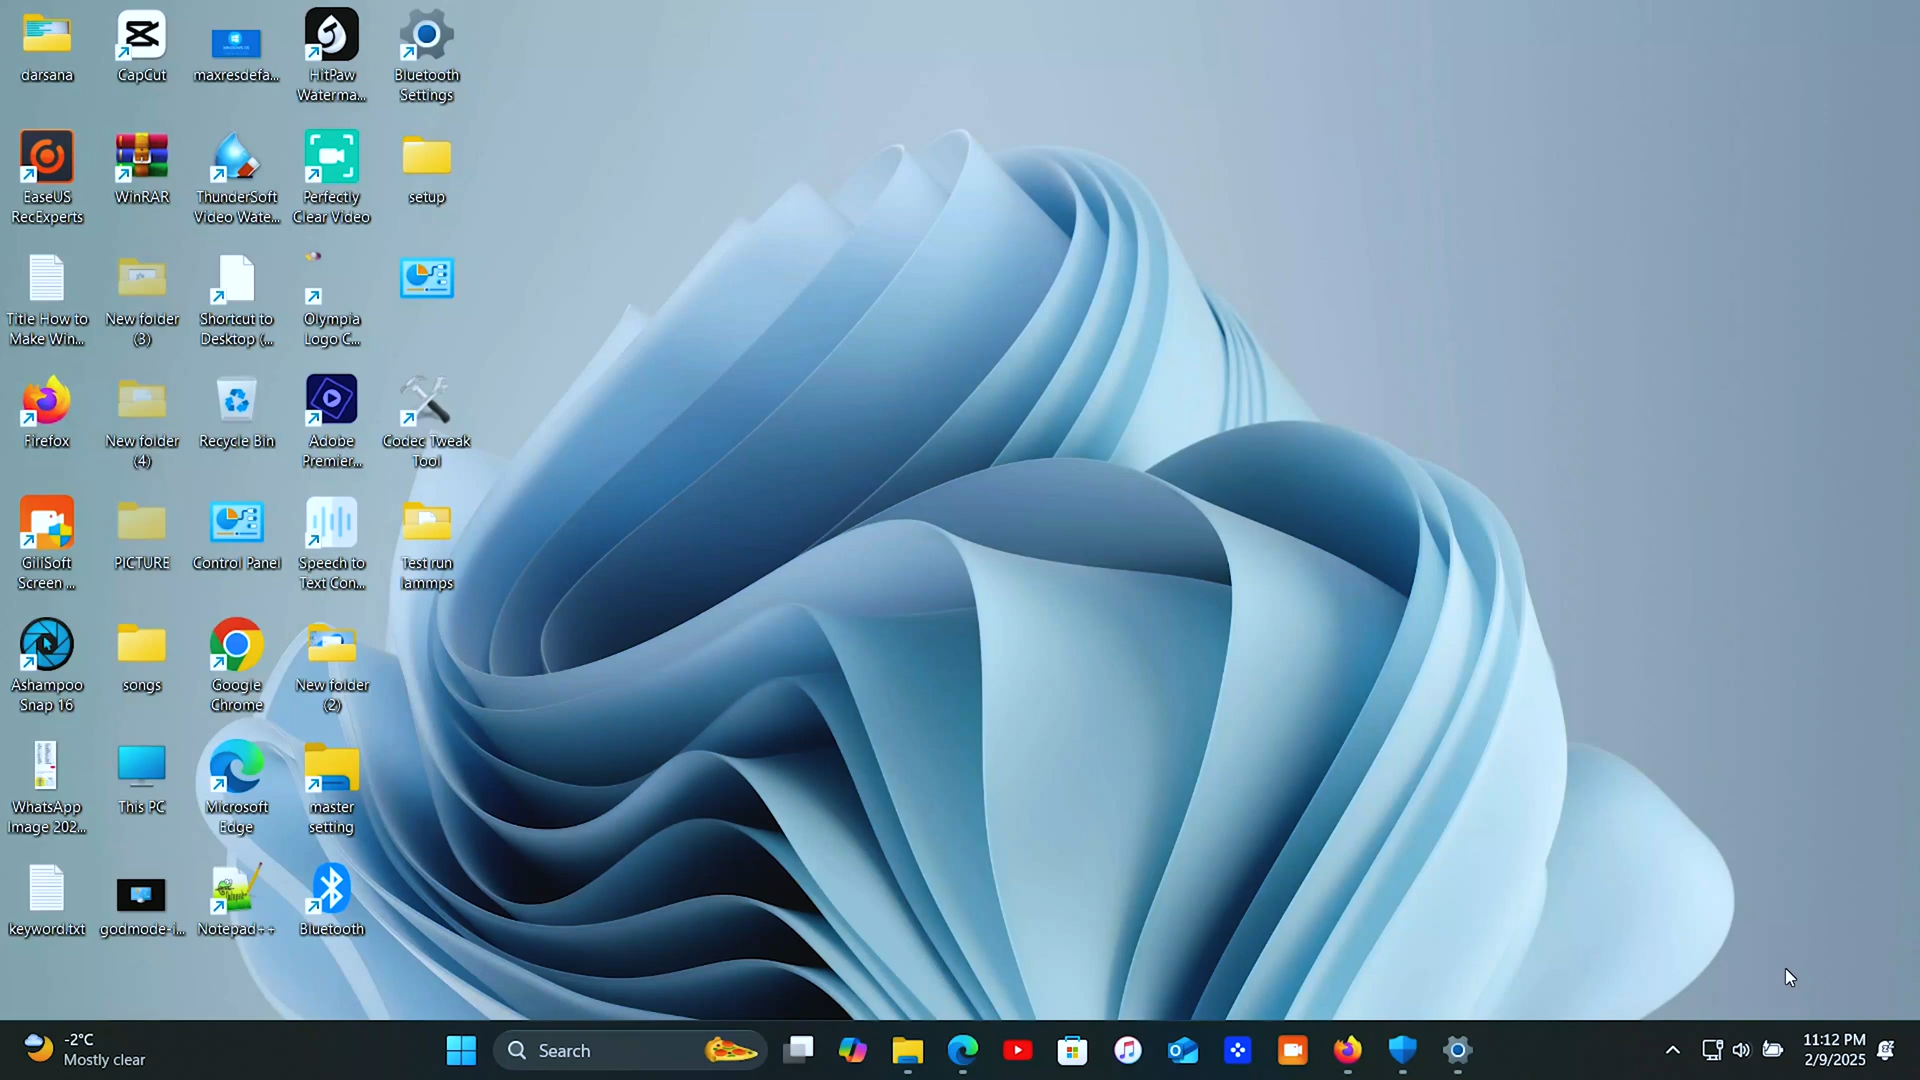 darsana
CapCut
maxresdefa...
HitPaw
Waterma...
Bluetooth
Settings
EaseUS
RecExperts
WinRAR
ThunderSoft
Video Wate...
Perfectly
Clear Video
setup
Title How to
Make Win...
New folder
(3)
Shortcut to
Desktop (...
Olympia
Logo C...
Firefox
New folder
(4)
Recycle Bin
Adobe
Premier...
Codec Tweak
Tool
GiliSoft
Screen ...
PICTURE
Control Panel
Speech to
Text Con...
Test run
lammps
Ashampoo
Snap 16
songs
Google
Chrome
New folder
(2)
WhatsApp
Image 202...
This PC
Microsoft
Edge
master
setting
keyword.txt
godmode-i...
Notepad++
Bluetooth
-2°C
Mostly clear
Search
11:12 PM
2/9/2025